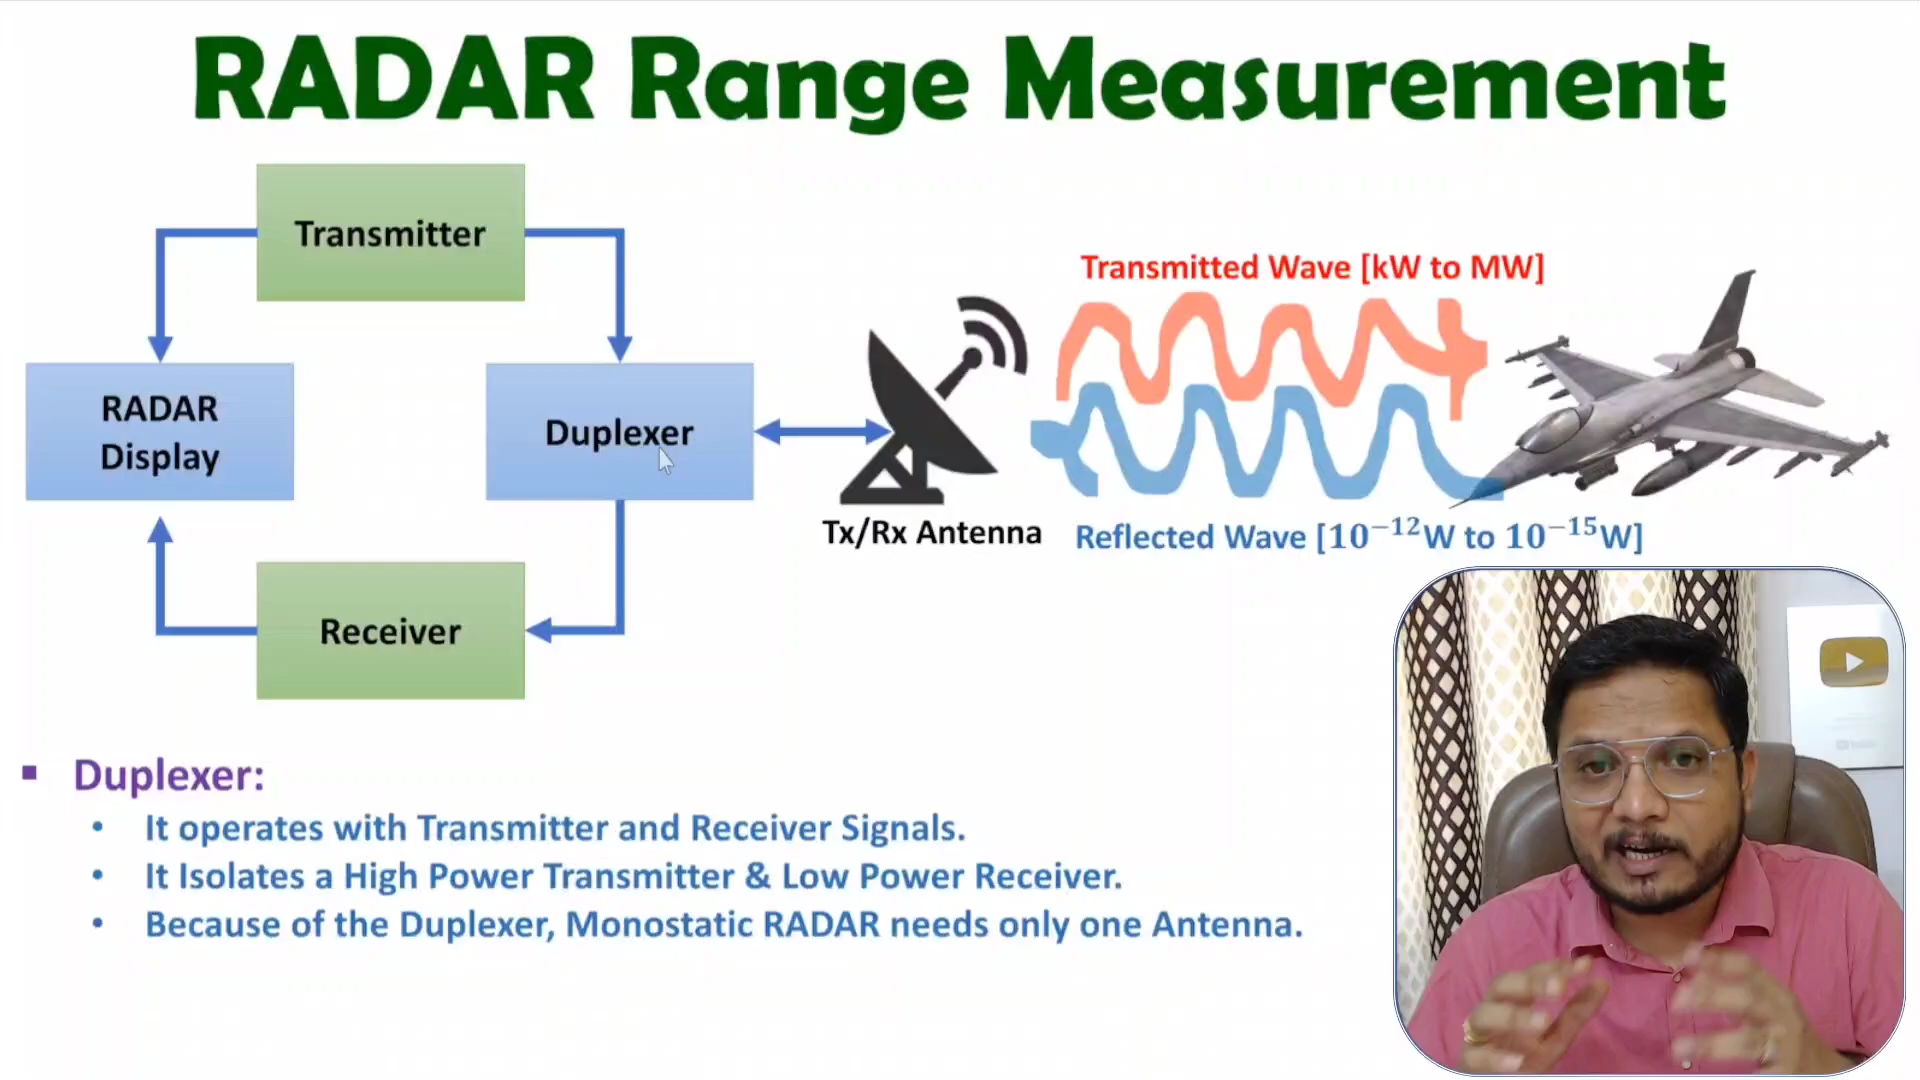 RADAR Range Measurement
Transmitter
Transmitted Wave [kW to MW]
RADAR
Display
Duplexer
Tx/Rx Antenna
Reflected Wave [10⁻¹²W to 10⁻¹⁵W]
Receiver
▪ Duplexer:
• It operates with Transmitter and Receiver Signals.
• It Isolates a High Power Transmitter & Low Power Receiver.
• Because of the Duplexer, Monostatic RADAR needs only one Antenna.